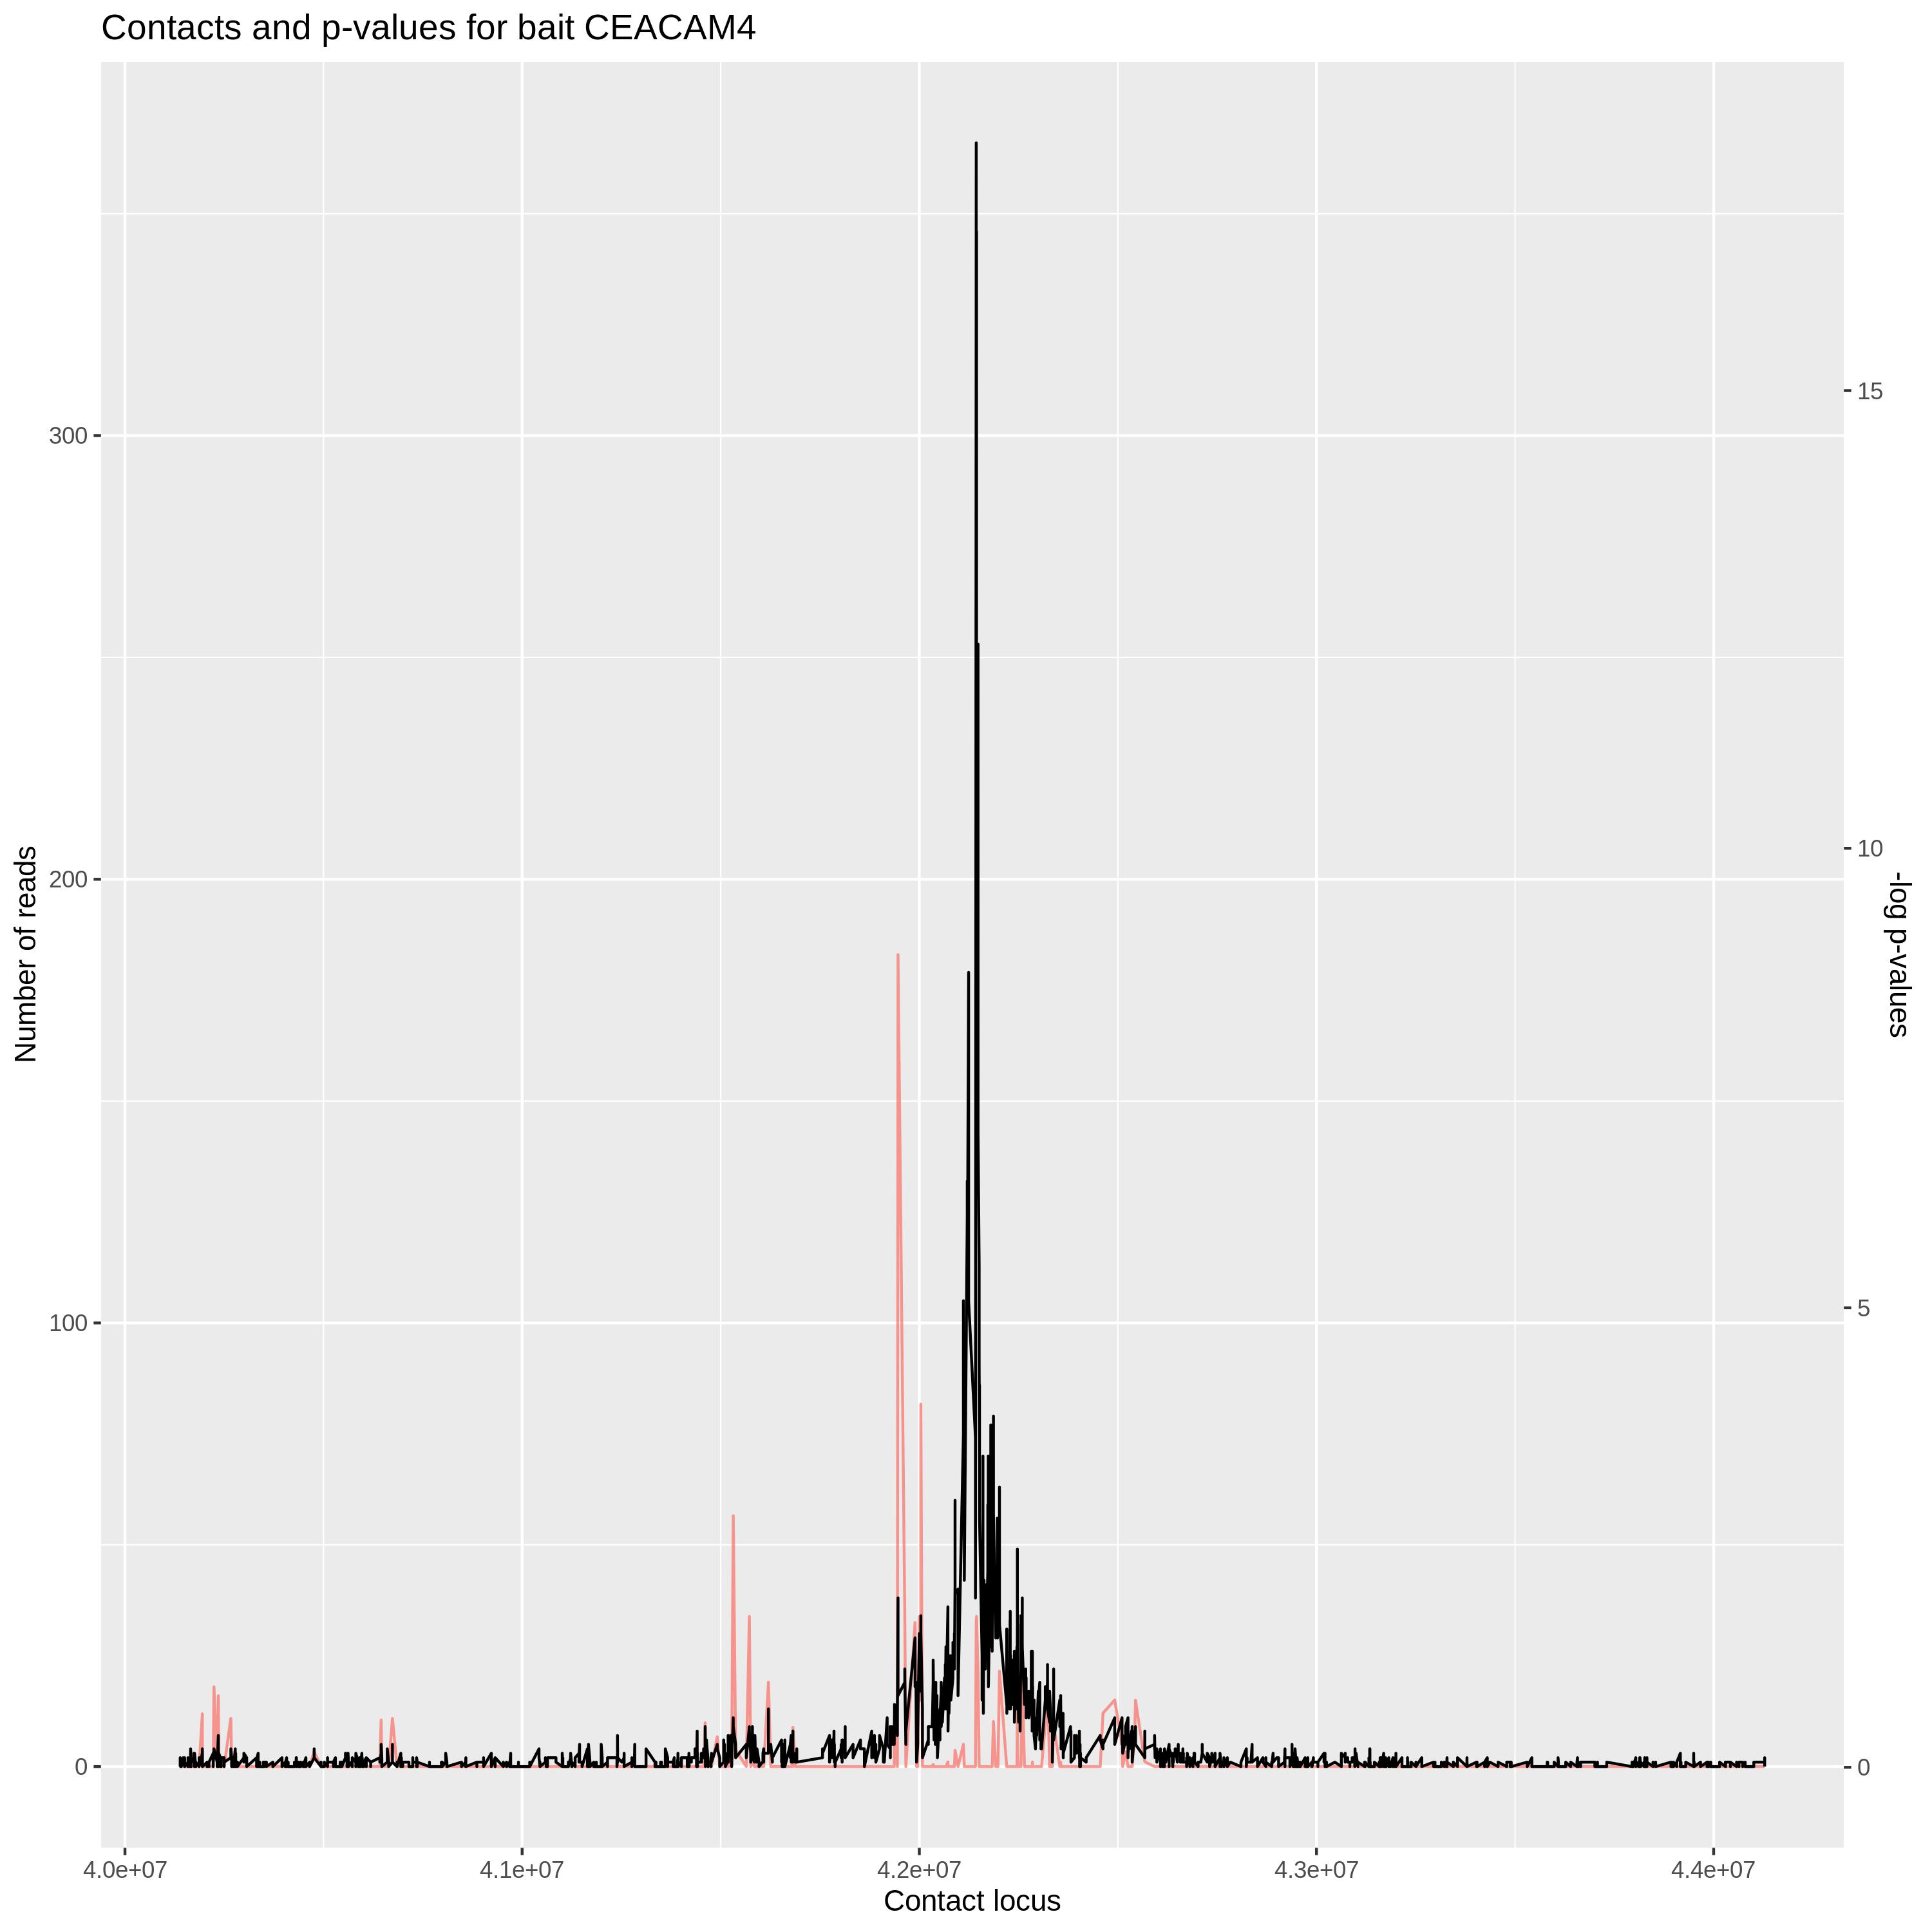 Contacts and p-values for bait CEACAM4
Number of reads
300
200
100
0
15
10
5
0
-log p-values
4.0e+07 4.1e+07 4.2e+07 4.3e+07 4.4e+07
Contact locus